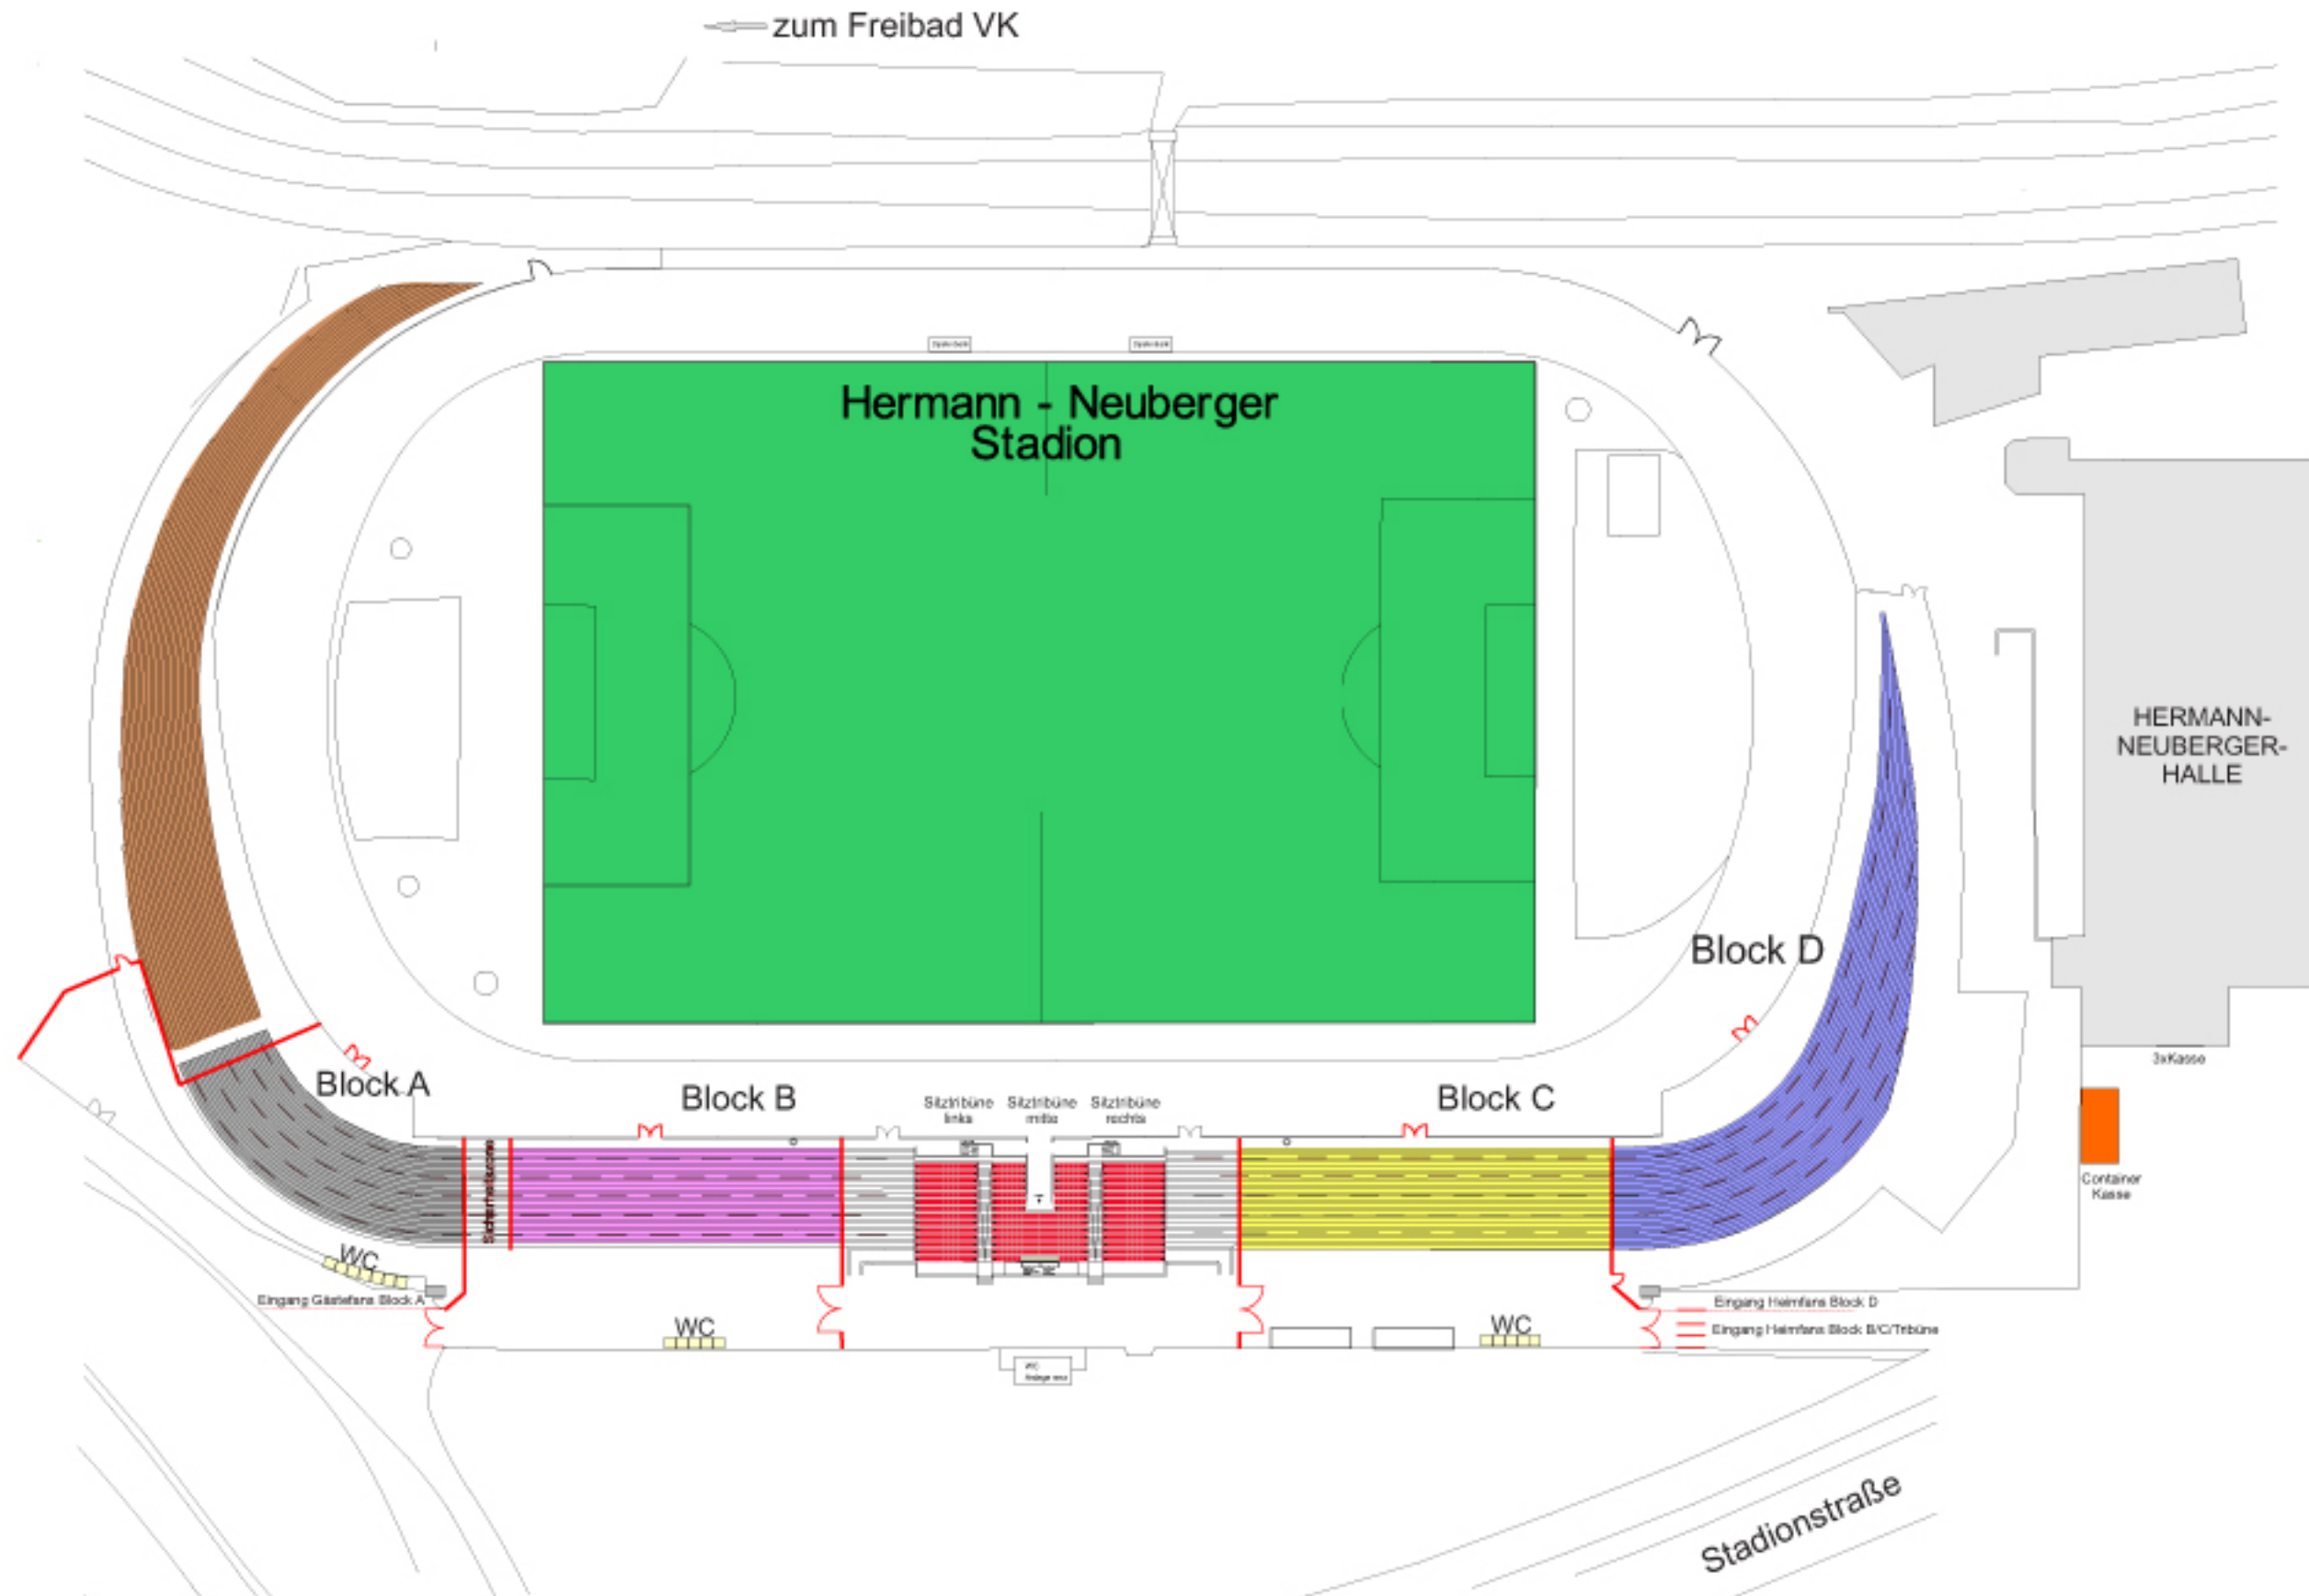 zum Freibad VK
Hermann - Neuberger
Stadion
HERMANN-
NEUBERGER-
HALLE
Block D
3xKasse
Block A
Block B
Sitztribüne
links
Sitztribüne
mitte
Sitztribüne
rechts
Block C
Container
Kasse
WC
Eingang Gästefans Block A
WC
WC
Eingang Heimfans Block D
Eingang Heimfans Block B/C/Tribüne
WC
Stadionstraße